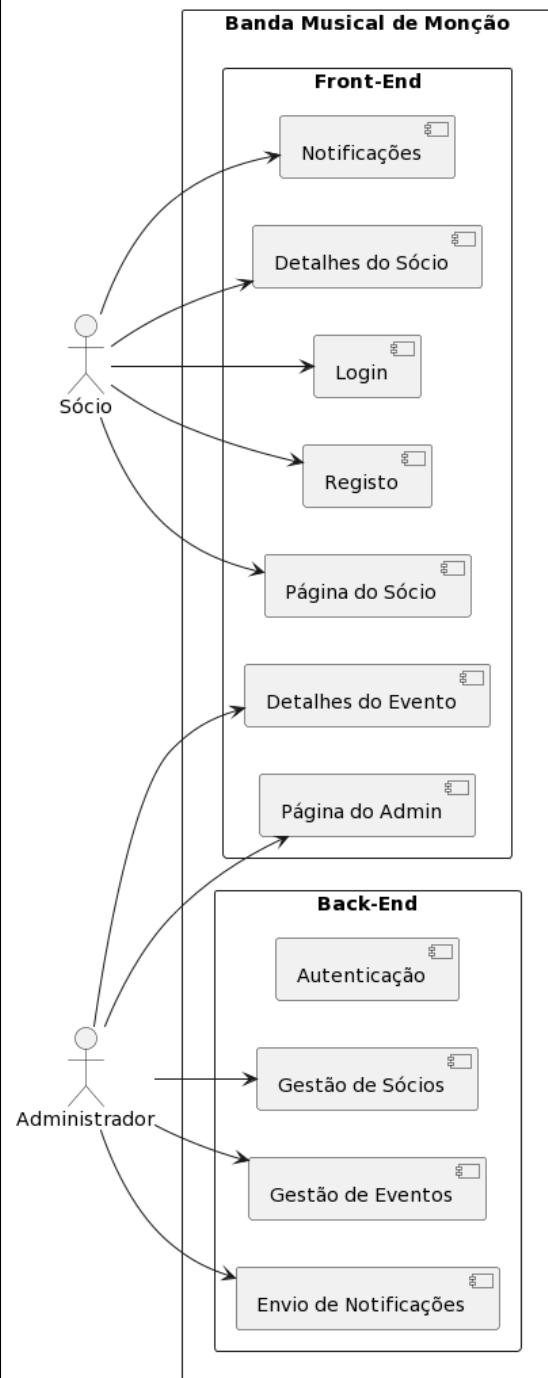 Banda Musical de Monção
Front-End
Notificações
Detalhes do Sócio
Login
Sócio
Registo
Página do Sócio
Detalhes do Evento
Página do Admin
Back-End
Autenticação
Gestão de Sócios
Administrador
Gestão de Eventos
Envio de Notificações